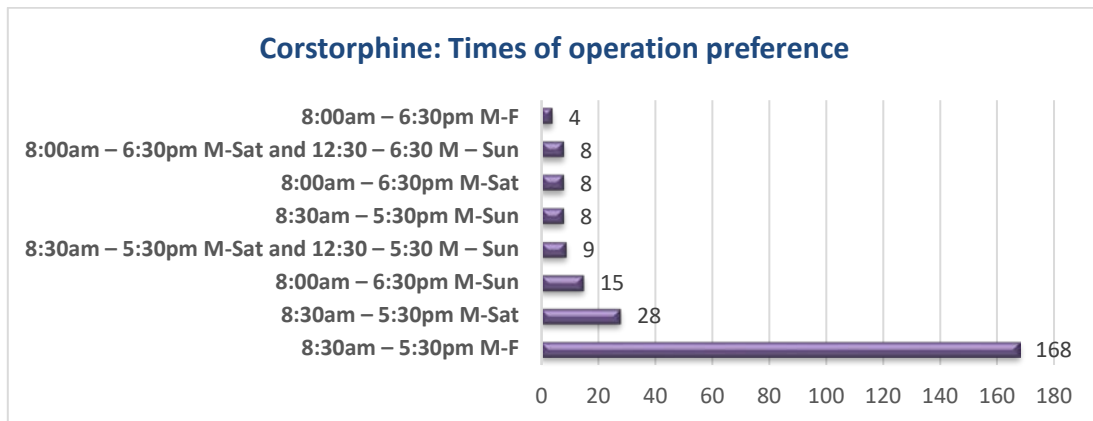 Corstorphine: Times of operation preference
8:00am – 6:30pm M-F 4
8:00am – 6:30pm M-Sat and 12:30 – 6:30 M – Sun 8
8:00am – 6:30pm M-Sat 8
8:30am – 5:30pm M-Sun 8
8:30am – 5:30pm M-Sat and 12:30 – 5:30 M – Sun 9
8:00am – 6:30pm M-Sun 15
8:30am – 5:30pm M-Sat 28
8:30am – 5:30pm M-F 168
0 20 40 60 80 100 120 140 160 180